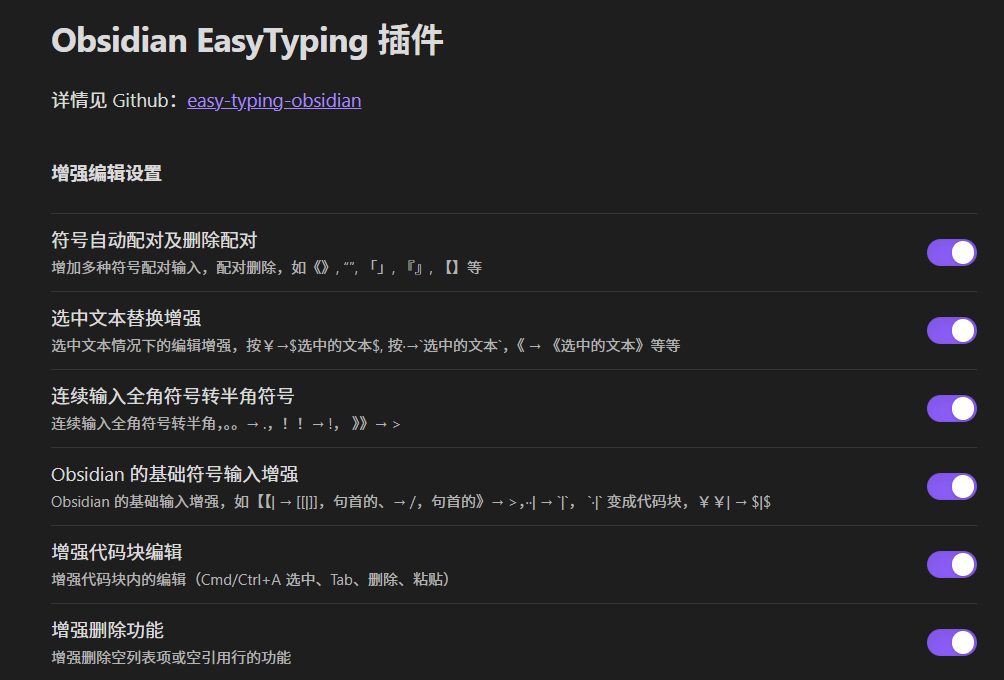 Obsidian EasyTyping 插件
详情见 Github：easy-typing-obsidian
增强编辑设置
符号自动配对及删除配对
增加多种符号配对输入，配对删除，如《》, “”, 「」, 『』, 【】等
选中文本替换增强
选中文本情况下的编辑增强，按￥→$选中的文本$, 按·→`选中的文本`，《 → 《选中的文本》等等
连续输入全角符号转半角符号
连续输入全角符号转半角，。。→ .，！！→ !， 》》→ >
Obsidian 的基础符号输入增强
Obsidian 的基础输入增强，如【【| → [[|]]，句首的、→ /，句首的》→ >，··| → `|`， `·|` 变成代码块，￥￥| → $|$
增强代码块编辑
增强代码块内的编辑（Cmd/Ctrl+A 选中、Tab、删除、粘贴）
增强删除功能
增强删除空列表项或空引用行的功能